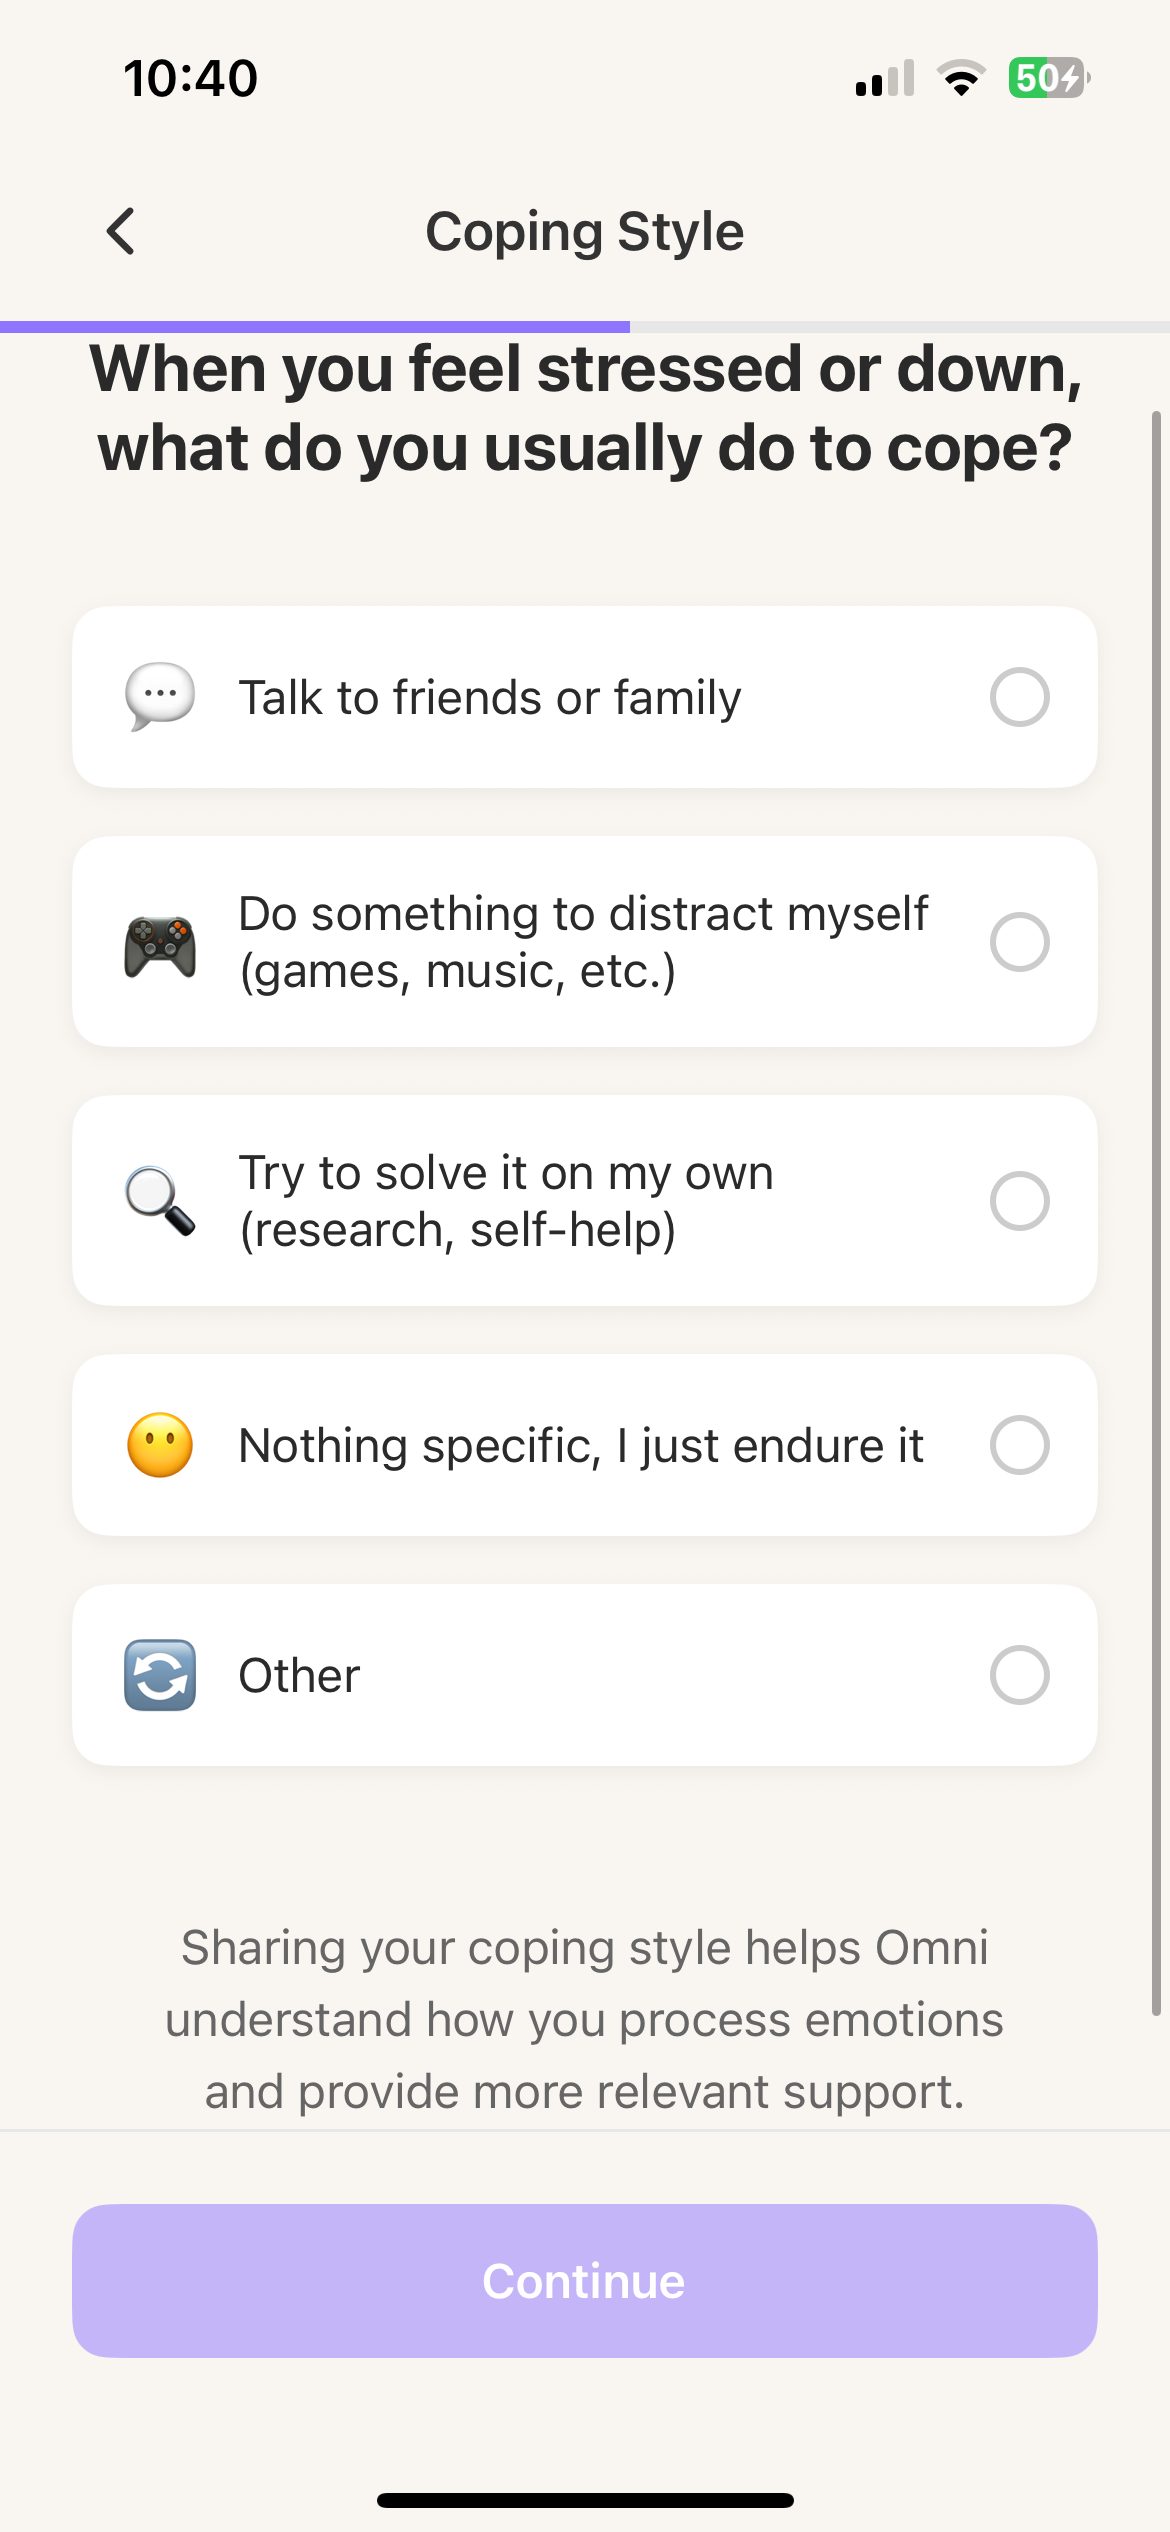 10:40
50
Coping Style
When you feel stressed or down,
what do you usually do to cope?
Talk to friends or family
Do something to distract myself
(games, music, etc.)
Try to solve it on my own
(research, self-help)
Nothing specific, I just endure it
Other
Sharing your coping style helps Omni
understand how you process emotions
and provide more relevant support.
Continue